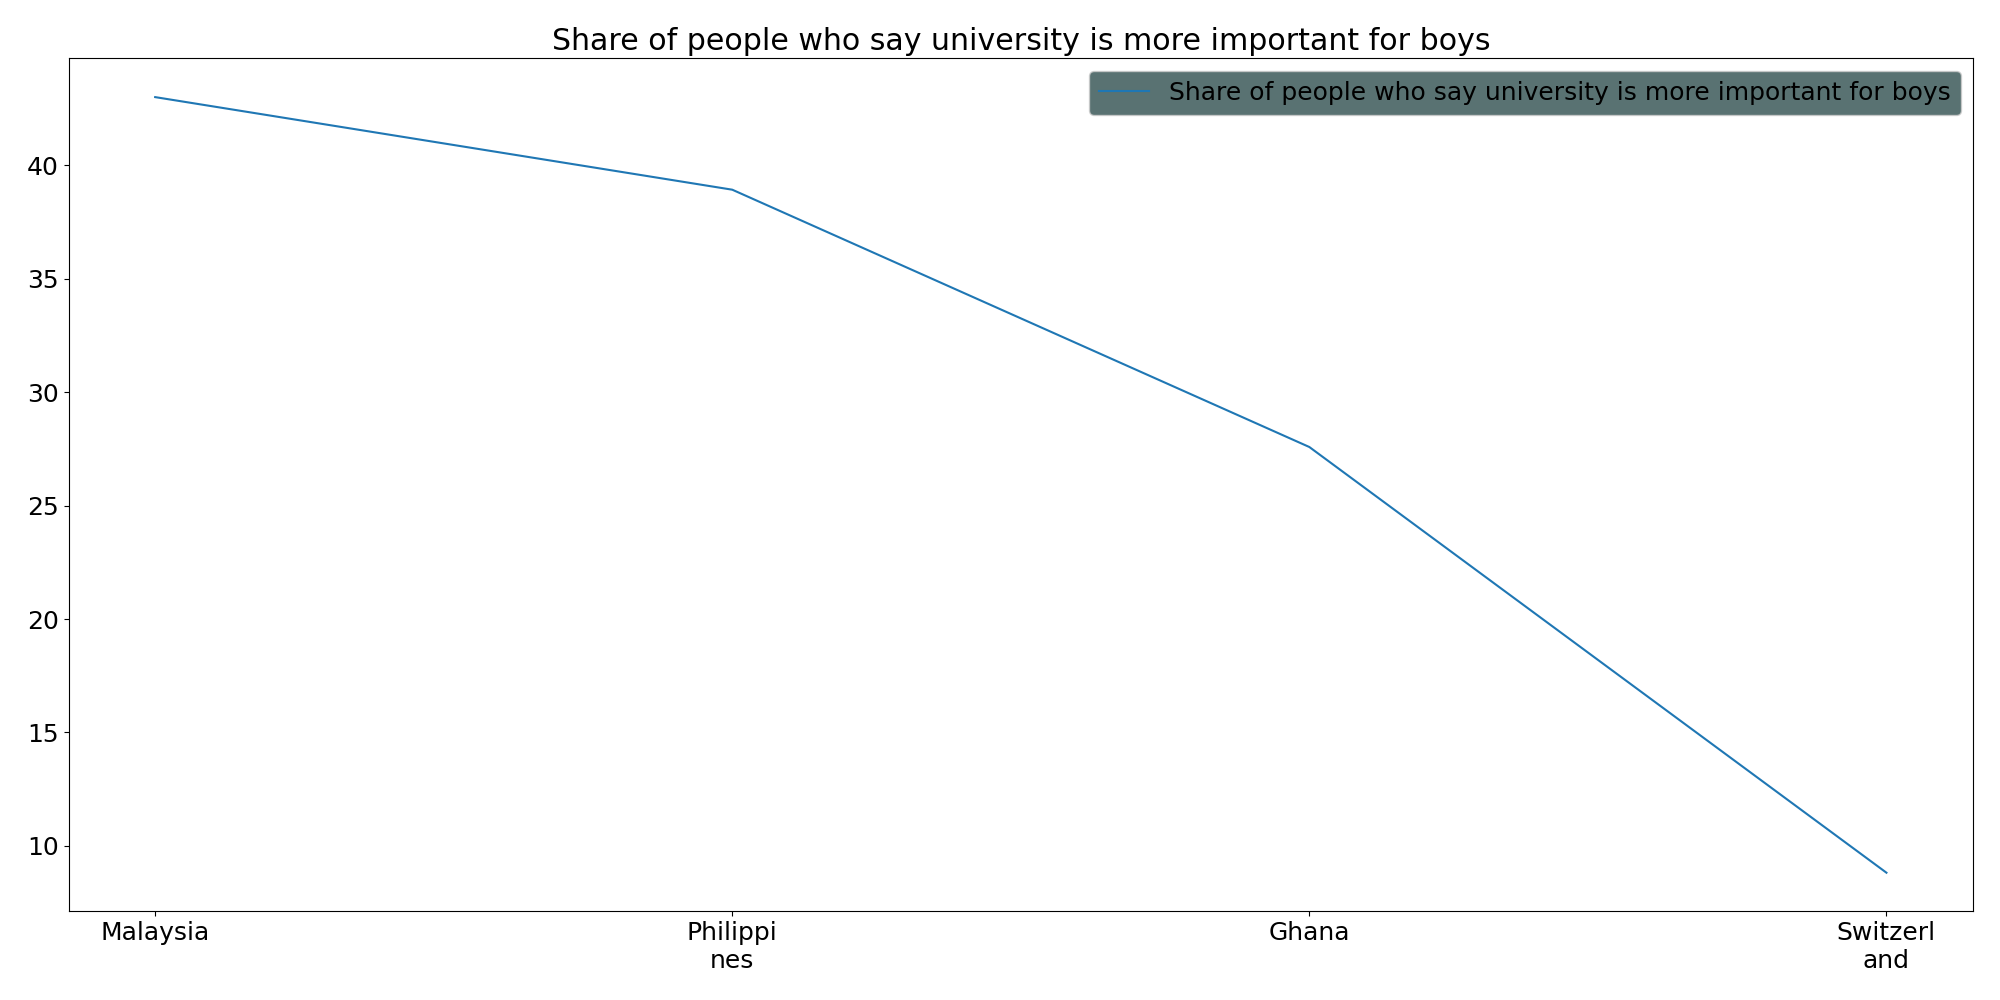 Share of people who say university is more important for boys
Share of people who say university is more important for boys
40
35
30
25
20
15
10
Malaysia
Philippi
nes
Ghana
Switzerl
and